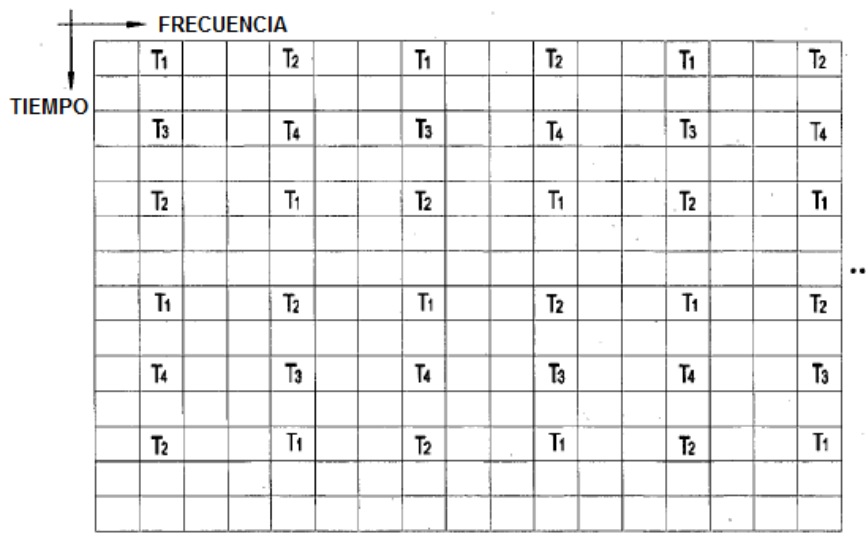 FRECUENCIA
TIEMPO
T1 T2 T1 T2 T1 T2
T3 T4 T3 T4 T3 T4
T2 T1 T2 T1 T2 T1
..
T1 T2 T1 T2 T1 T2
T4 T3 T4 T3 T4 T3
T2 T1 T2 T1 T2 T1